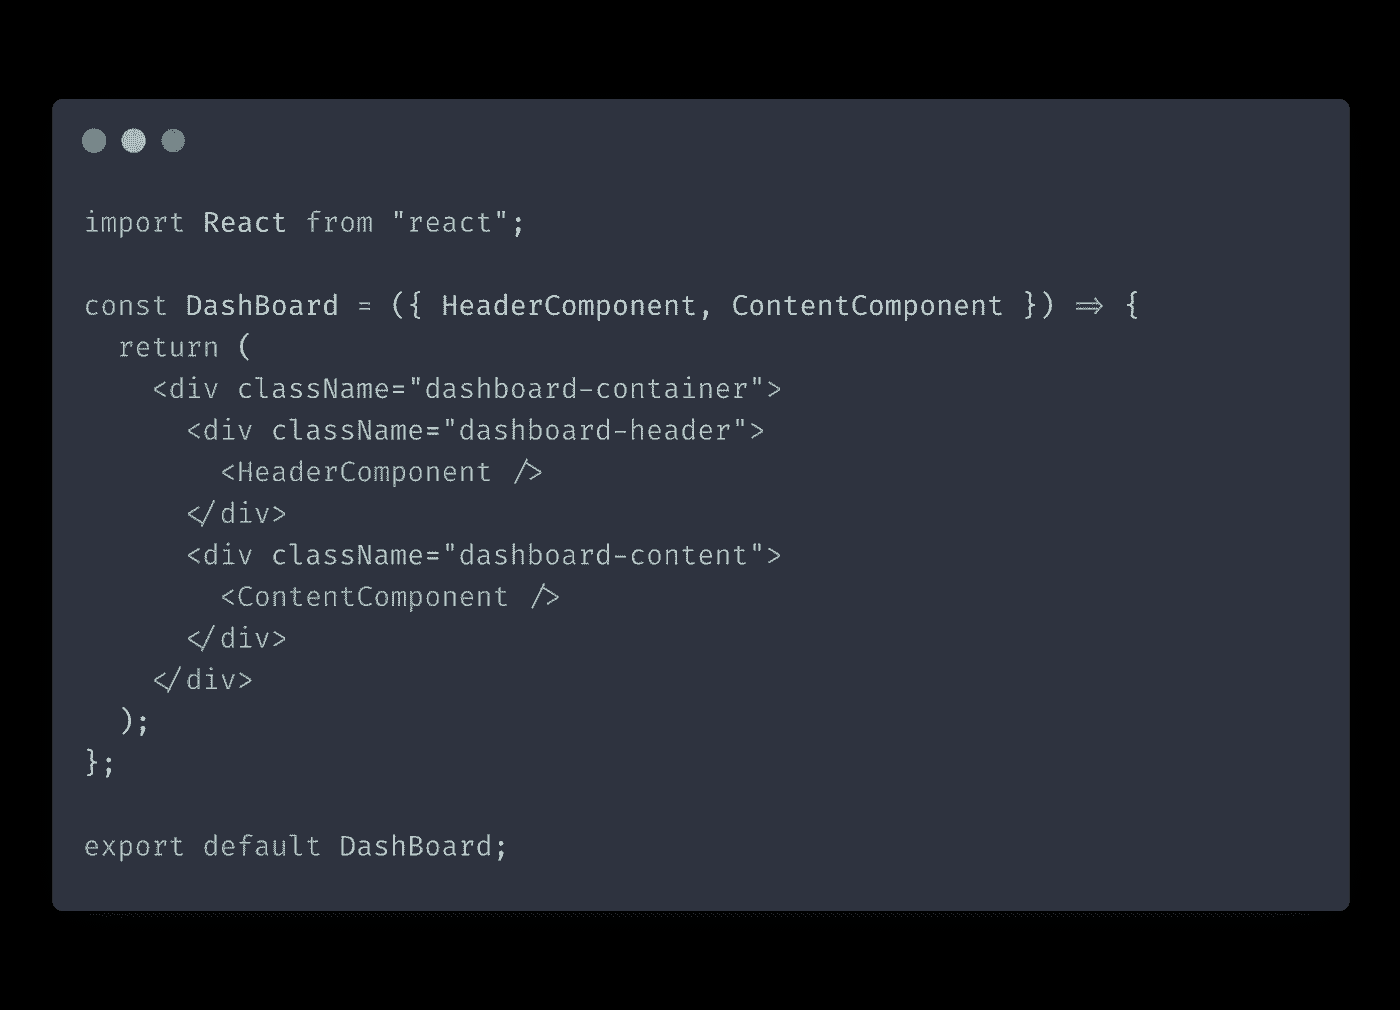 import React from "react";
const DashBoard = ({ HeaderComponent, ContentComponent }) => {
  return (
    <div className="dashboard-container">
      <div className="dashboard-header">
        <HeaderComponent />
      </div>
      <div className="dashboard-content">
        <ContentComponent />
      </div>
    </div>
  );
};
export default DashBoard;